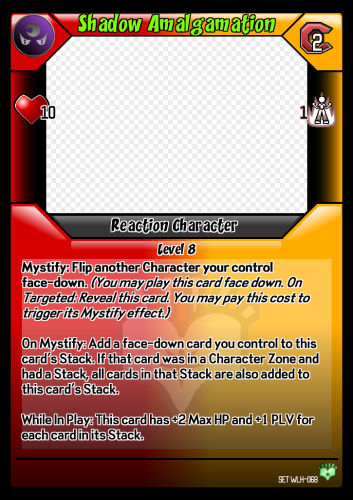 Shadow Amalgamation
2
10
1
Reaction Character
Level 8
Mystify: Flip another Character your control
face-down. (You may play this card face down. On
Targeted: Reveal this card. You may pay this cost to
trigger its Mystify effect.)
On Mystify: Add a face-down card you control to this
card's Stack. If that card was in a Character Zone and
had a Stack, all cards in that Stack are also added to
this card's Stack.
While In Play: This card has +2 Max HP and +1 PLV for
each card in its Stack.
SET WLH-068